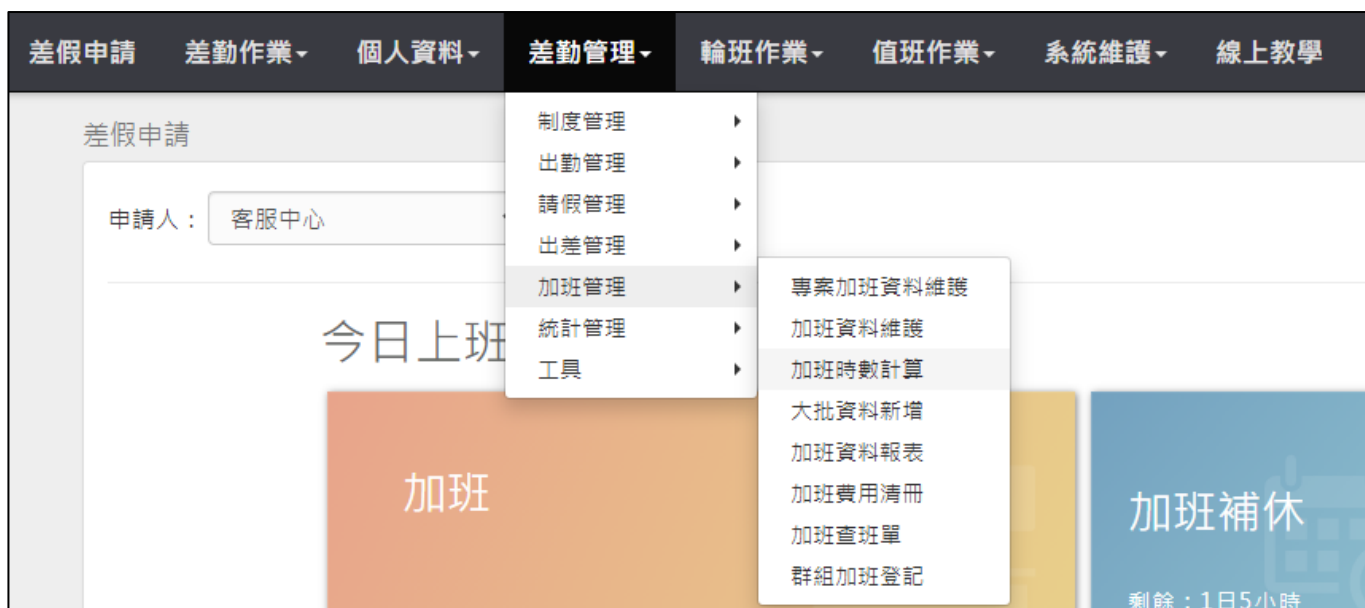 差假申請 差勤作業 個人資料 差勤管理 輪班作業 值班作業 系統維護 線上教學
差假申請
申請人： 客服中心
制度管理
出勤管理
請假管理
出差管理
加班管理
統計管理
工具
專案加班資料維護
加班資料維護
加班時數計算
大批資料新增
加班資料報表
加班費用清冊
加班查班單
群組加班登記
今日上班
加班
加班補休
剩餘：1日5小時